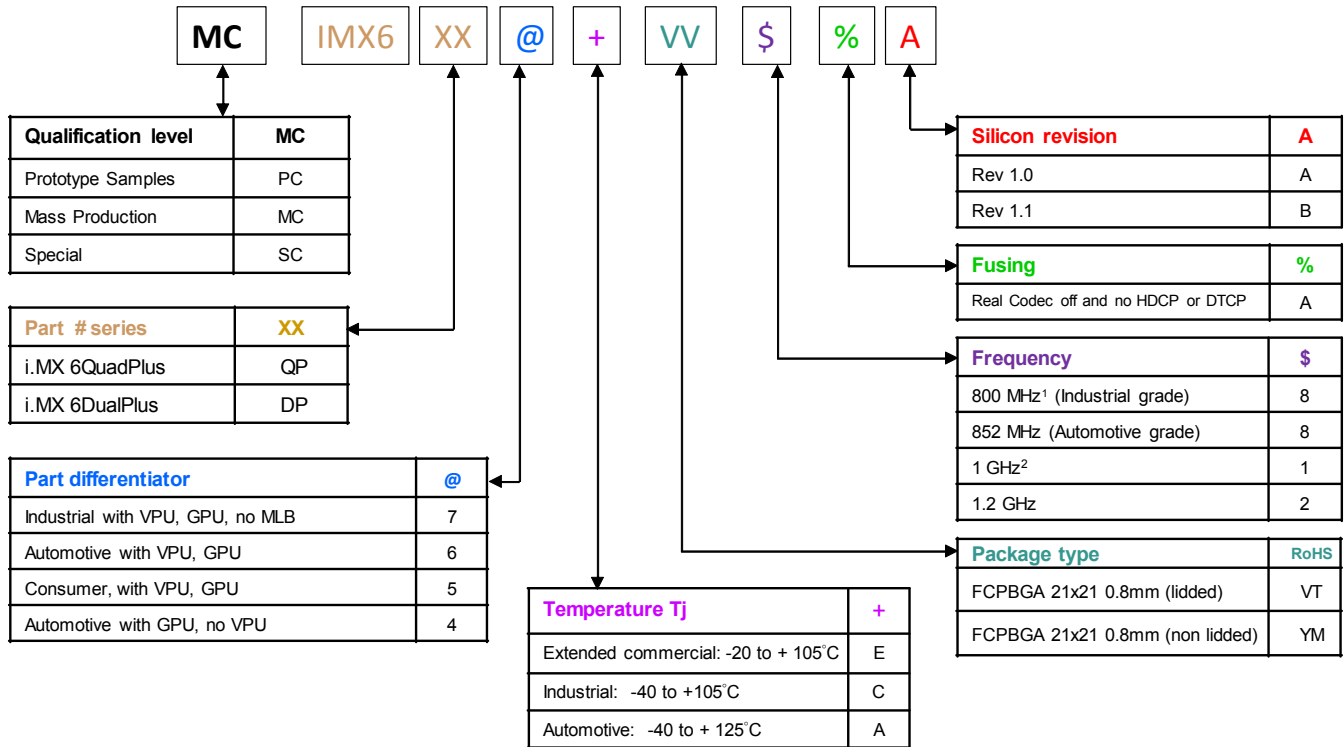 MC IMX6 XX @ + VV $ % A
Qualification level MC
Prototype Samples PC
Mass Production MC
Special SC
Part # series XX
i.MX 6QuadPlus QP
i.MX 6DualPlus DP
Part differentiator @
Industrial with VPU, GPU, no MLB 7
Automotive with VPU, GPU 6
Consumer, with VPU, GPU 5
Automotive with GPU, no VPU 4
Temperature Tj +
Extended commercial: -20 to + 105°C E
Industrial: -40 to +105°C C
Automotive: -40 to + 125°C A
Silicon revision A
Rev 1.0 A
Rev 1.1 B
Fusing %
Real Codec off and no HDCP or DTCP A
Frequency $
800 MHz¹ (Industrial grade) 8
852 MHz (Automotive grade) 8
1 GHz² 1
1.2 GHz 2
Package type RoHS
FCPBGA 21x21 0.8mm (lidded) VT
FCPBGA 21x21 0.8mm (non lidded) YM